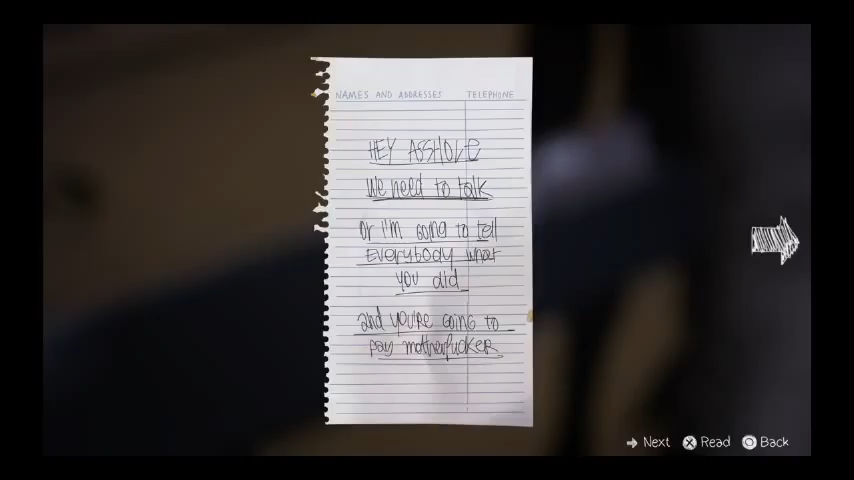 NAMES AND ADDRESSES TELEPHONE
HEY ASSHOLE
We need to talk
Or I'm going to tell
Everybody what
you did
and you're going to
pay motherfucker
Next Read Back